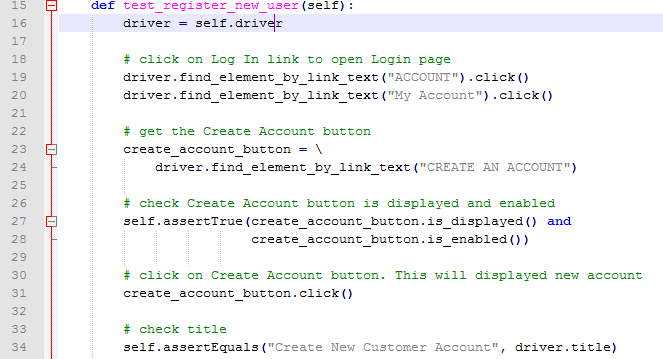 15 def test_register_new_user(self):
16 driver = self.driver
17
18 # click on Log In link to open Login page
19 driver.find_element_by_link_text("ACCOUNT").click()
20 driver.find_element_by_link_text("My Account").click()
21
22 # get the Create Account button
23 create_account_button = \
24 driver.find_element_by_link_text("CREATE AN ACCOUNT")
25
26 # check Create Account button is displayed and enabled
27 self.assertTrue(create_account_button.is_displayed() and
28 create_account_button.is_enabled())
29
30 # click on Create Account button. This will displayed new account
31 create_account_button.click()
32
33 # check title
34 self.assertEquals("Create New Customer Account", driver.title)